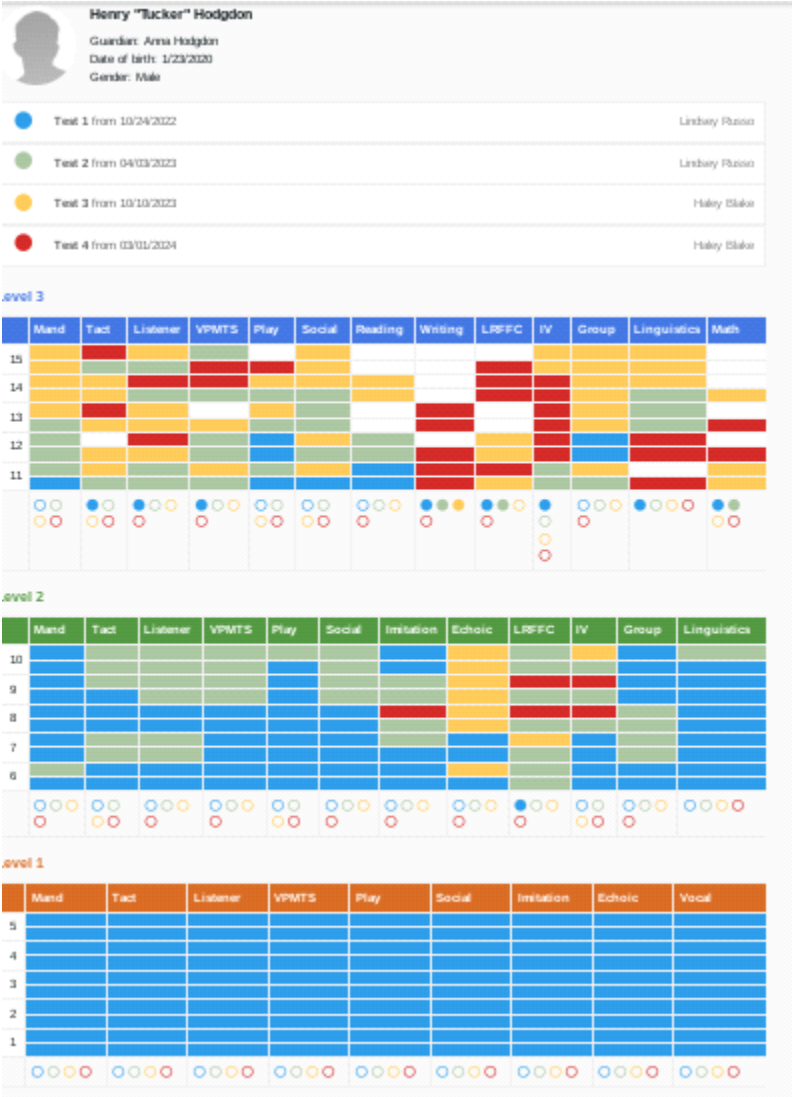 Henry "Tucker" Hodgdon
Guardian: Anna Hodgdon
Date of birth: 1/23/2020
Gender: Male
Test 1 from 10/24/2022 Lindsey Russo
Test 2 from 04/03/2023 Lindsey Russo
Test 3 from 10/10/2023 Haley Blake
Test 4 from 03/01/2024 Haley Blake
evel 3
Mand Tact Listener VPMTS Play Social Reading Writing LRFFC IV Group Linguistics Math
15
14
13
12
11
evel 2
Mand Tact Listener VPMTS Play Social Imitation Echoic LRFFC IV Group Linguistics
10
9
8
7
6
evel 1
Mand Tact Listener VPMTS Play Social Imitation Echoic Vocal
5
4
3
2
1